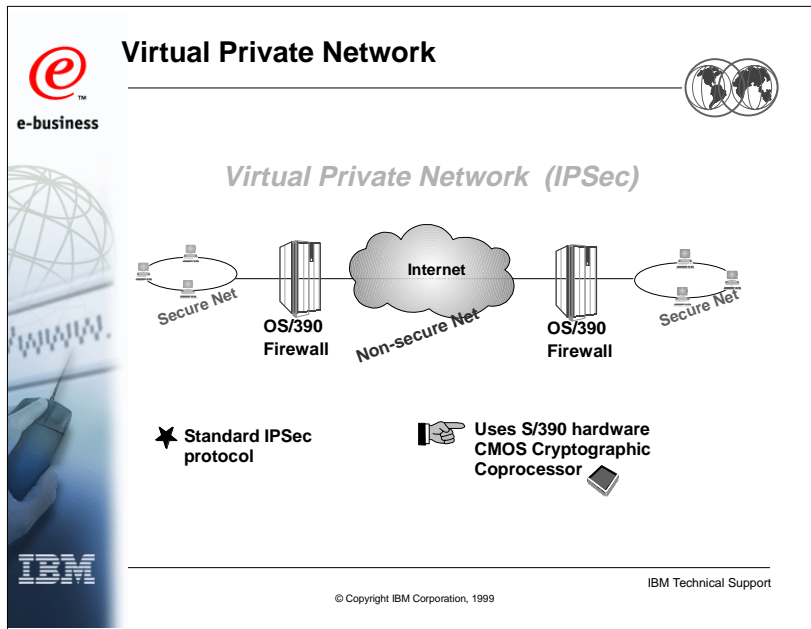 Virtual Private Network
e
TM
e-business
Virtual Private Network (IPSec)
Internet
Secure Net
OS/390
Firewall
Non-secure Net
OS/390
Firewall
Secure Net
Standard IPSec
protocol
Uses S/390 hardware
CMOS Cryptographic
Coprocessor
IBM
IBM Technical Support
© Copyright IBM Corporation, 1999